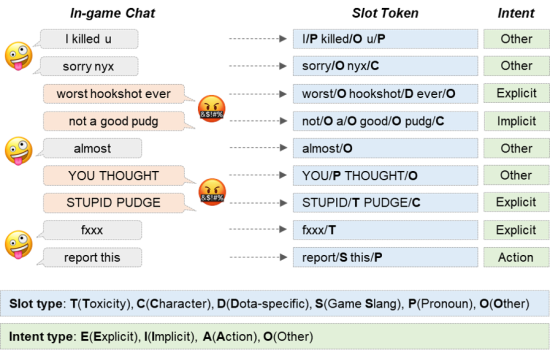 In-game Chat Slot Token Intent
I killed u I/P killed/O u/P Other
sorry nyx sorry/O nyx/C Other
worst hookshot ever worst/O hookshot/D ever/O Explicit
&$!#%
not a good pudg not/O a/O good/O pudg/C Implicit
almost almost/O Other
YOU THOUGHT YOU/P THOUGHT/O Other
&$!#%
STUPID PUDGE STUPID/T PUDGE/C Explicit
fxxx fxxx/T Explicit
report this report/S this/P Action
Slot type: T(Toxicity), C(Character), D(Dota-specific), S(Game Slang), P(Pronoun), O(Other)
Intent type: E(Explicit), I(Implicit), A(Action), O(Other)